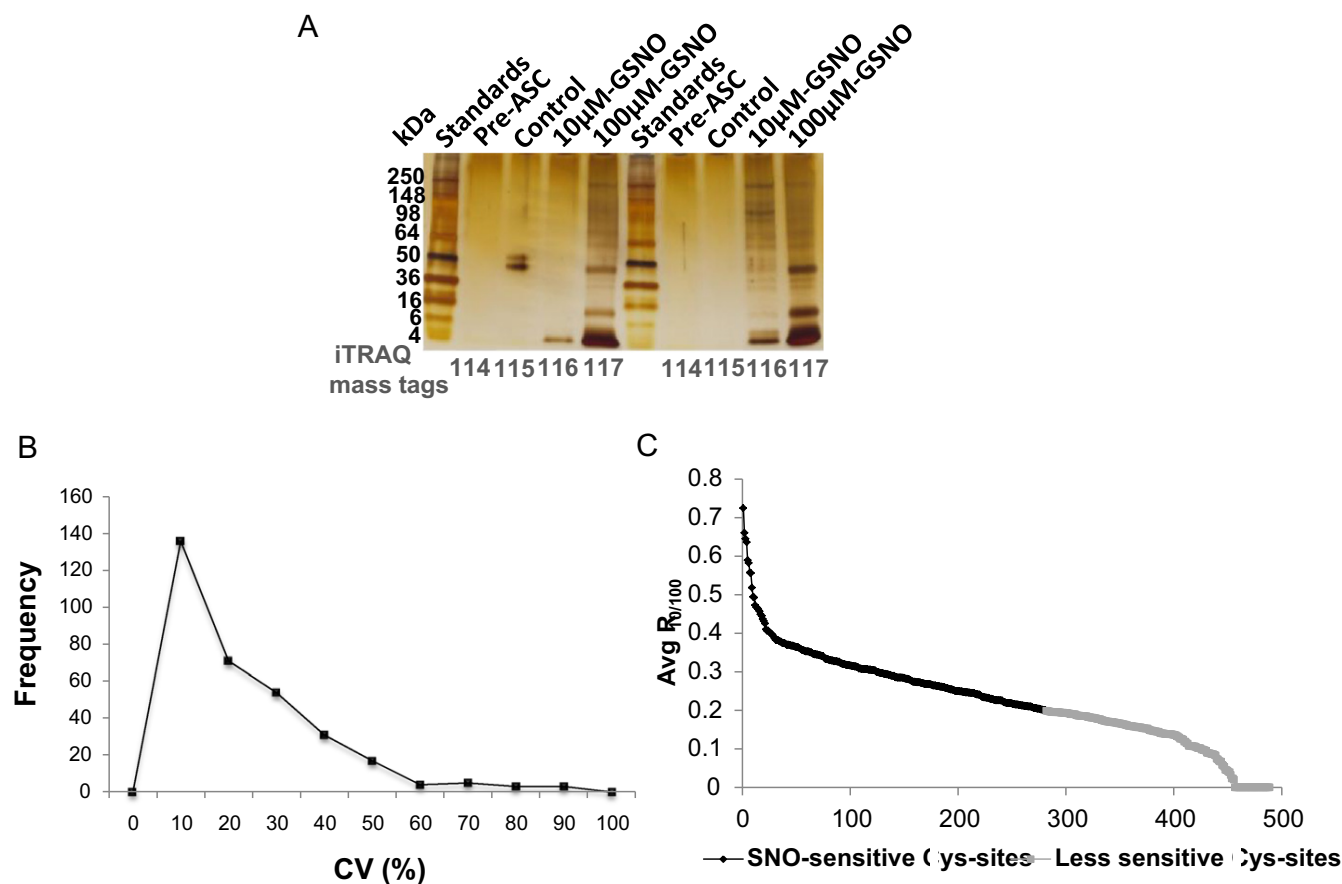 A
kDa Standards Pre-ASC Control 10µM-GSNO 100µM-GSNO Standards Pre-ASC Control 10µM-GSNO 100µM-GSNO
250
148
98
64
50
36
16
6
4
iTRAQ 114 115 116 117 114 115 116 117
mass tags
B
160
140
120
100
80
60
40
20
0
Frequency
0 10 20 30 40 50 60 70 80 90 100
CV (%)
C
0.8
0.7
0.6
0.5
0.4
0.3
0.2
0.1
0
Avg R10/100
0 100 200 300 400 500
SNO-sensitive Cys-sites Less sensitive Cys-sites